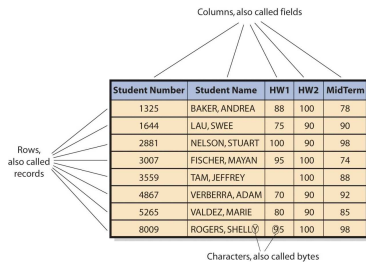 Columns, also called fields
Student Number Student Name HW1 HW2 MidTerm
1325 BAKER, ANDREA 88 100 78
1644 LAU, SWEE 75 90 90
2881 NELSON, STUART 100 90 98
3007 FISCHER, MAYAN 95 100 74
3559 TAM, JEFFREY 100 88
4867 VERBERRA, ADAM 70 90 92
5265 VALDEZ, MARIE 80 90 85
8009 ROGERS, SHELLY 95 100 98
Rows,
also called
records
Characters, also called bytes